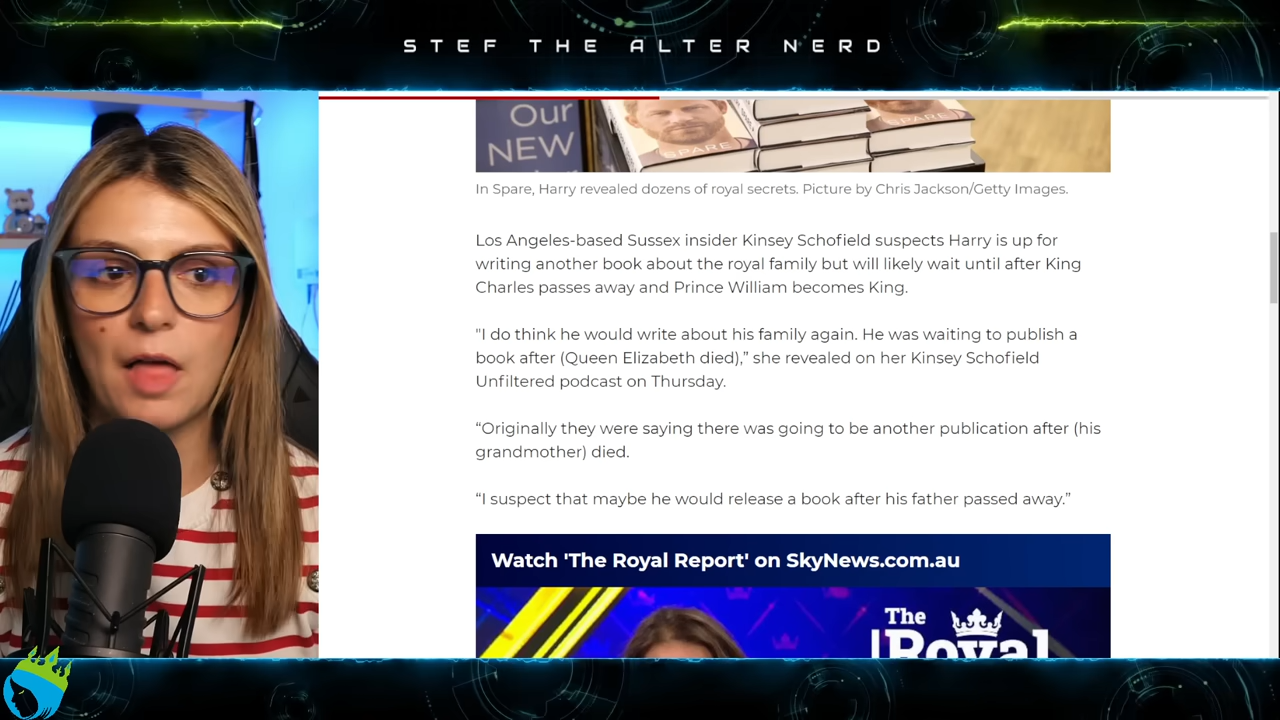 STEF THE ALTER NERD
Our
NEW
SPARE
SPARE
In Spare, Harry revealed dozens of royal secrets. Picture by Chris Jackson/Getty Images.
Los Angeles-based Sussex insider Kinsey Schofield suspects Harry is up for
writing another book about the royal family but will likely wait until after King
Charles passes away and Prince William becomes King.
"I do think he would write about his family again. He was waiting to publish a
book after (Queen Elizabeth died),” she revealed on her Kinsey Schofield
Unfiltered podcast on Thursday.
“Originally they were saying there was going to be another publication after (his
grandmother) died.
“I suspect that maybe he would release a book after his father passed away.”
Watch 'The Royal Report' on SkyNews.com.au
The
Royal